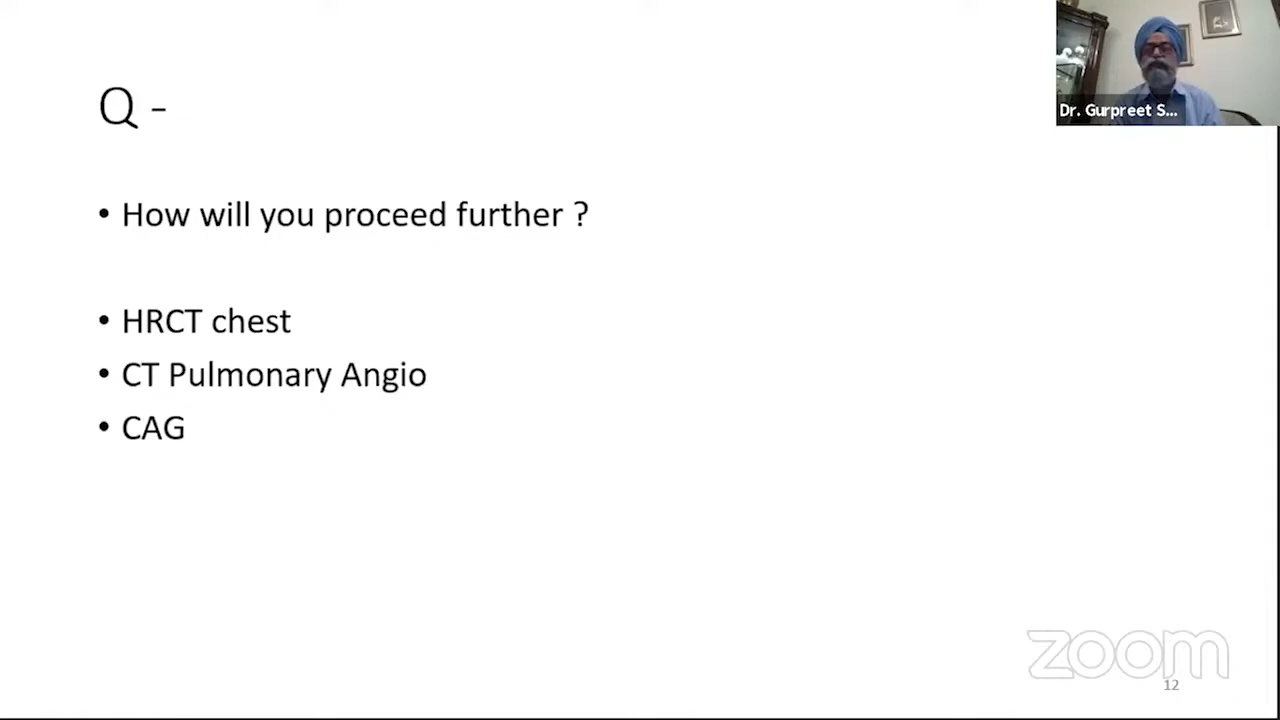 Q -
Dr. Gurpreet S...
• How will you proceed further ?
• HRCT chest
• CT Pulmonary Angio
• CAG
zoom
12